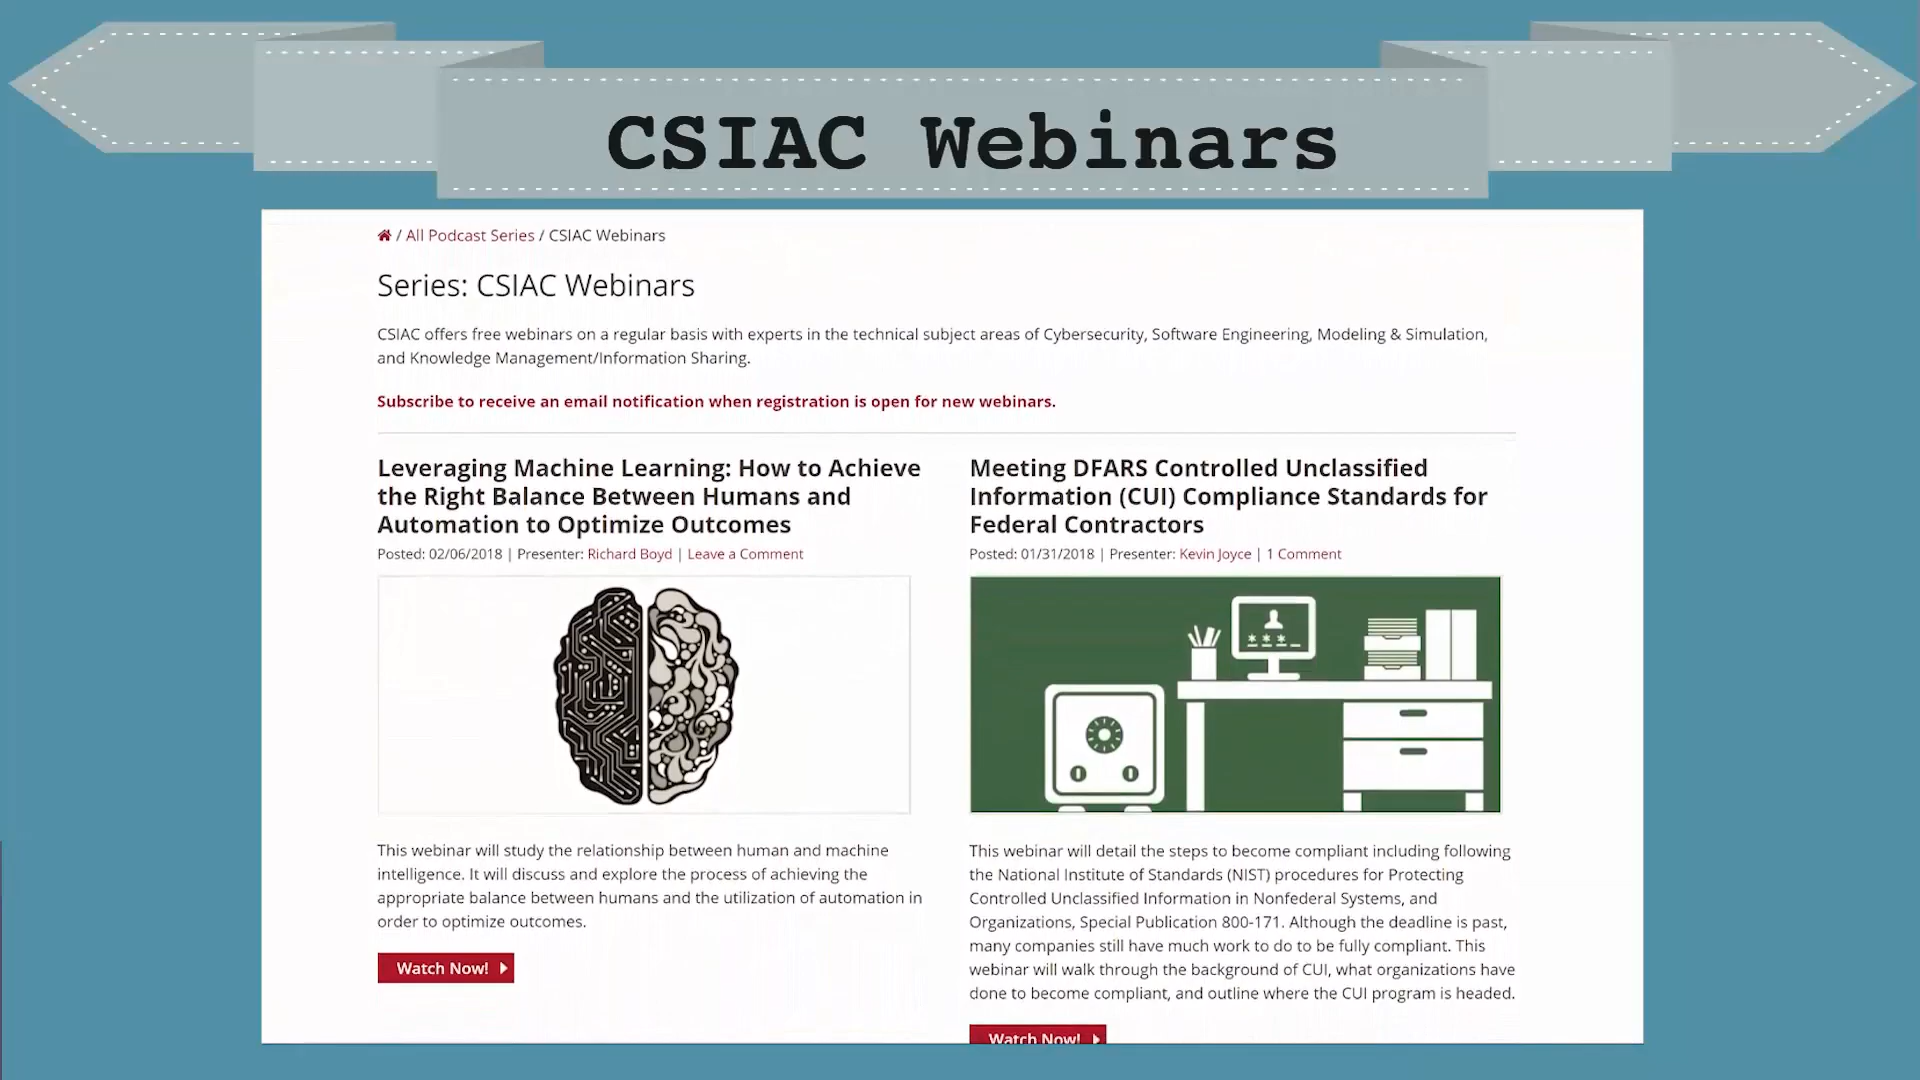 CSIAC Webinars
/ All Podcast Series / CSIAC Webinars
Series: CSIAC Webinars
CSIAC offers free webinars on a regular basis with experts in the technical subject areas of Cybersecurity, Software Engineering, Modeling & Simulation,
and Knowledge Management/Information Sharing.
Subscribe to receive an email notification when registration is open for new webinars.
Leveraging Machine Learning: How to Achieve
the Right Balance Between Humans and
Automation to Optimize Outcomes
Posted: 02/06/2018 | Presenter: Richard Boyd | Leave a Comment
This webinar will study the relationship between human and machine
intelligence. It will discuss and explore the process of achieving the
appropriate balance between humans and the utilization of automation in
order to optimize outcomes.
Watch Now!
Meeting DFARS Controlled Unclassified
Information (CUI) Compliance Standards for
Federal Contractors
Posted: 01/31/2018 | Presenter: Kevin Joyce | 1 Comment
This webinar will detail the steps to become compliant including following
the National Institute of Standards (NIST) procedures for Protecting
Controlled Unclassified Information in Nonfederal Systems, and
Organizations, Special Publication 800-171. Although the deadline is past,
many companies still have much work to do to be fully compliant. This
webinar will walk through the background of CUI, what organizations have
done to become compliant, and outline where the CUI program is headed.
Watch Now!